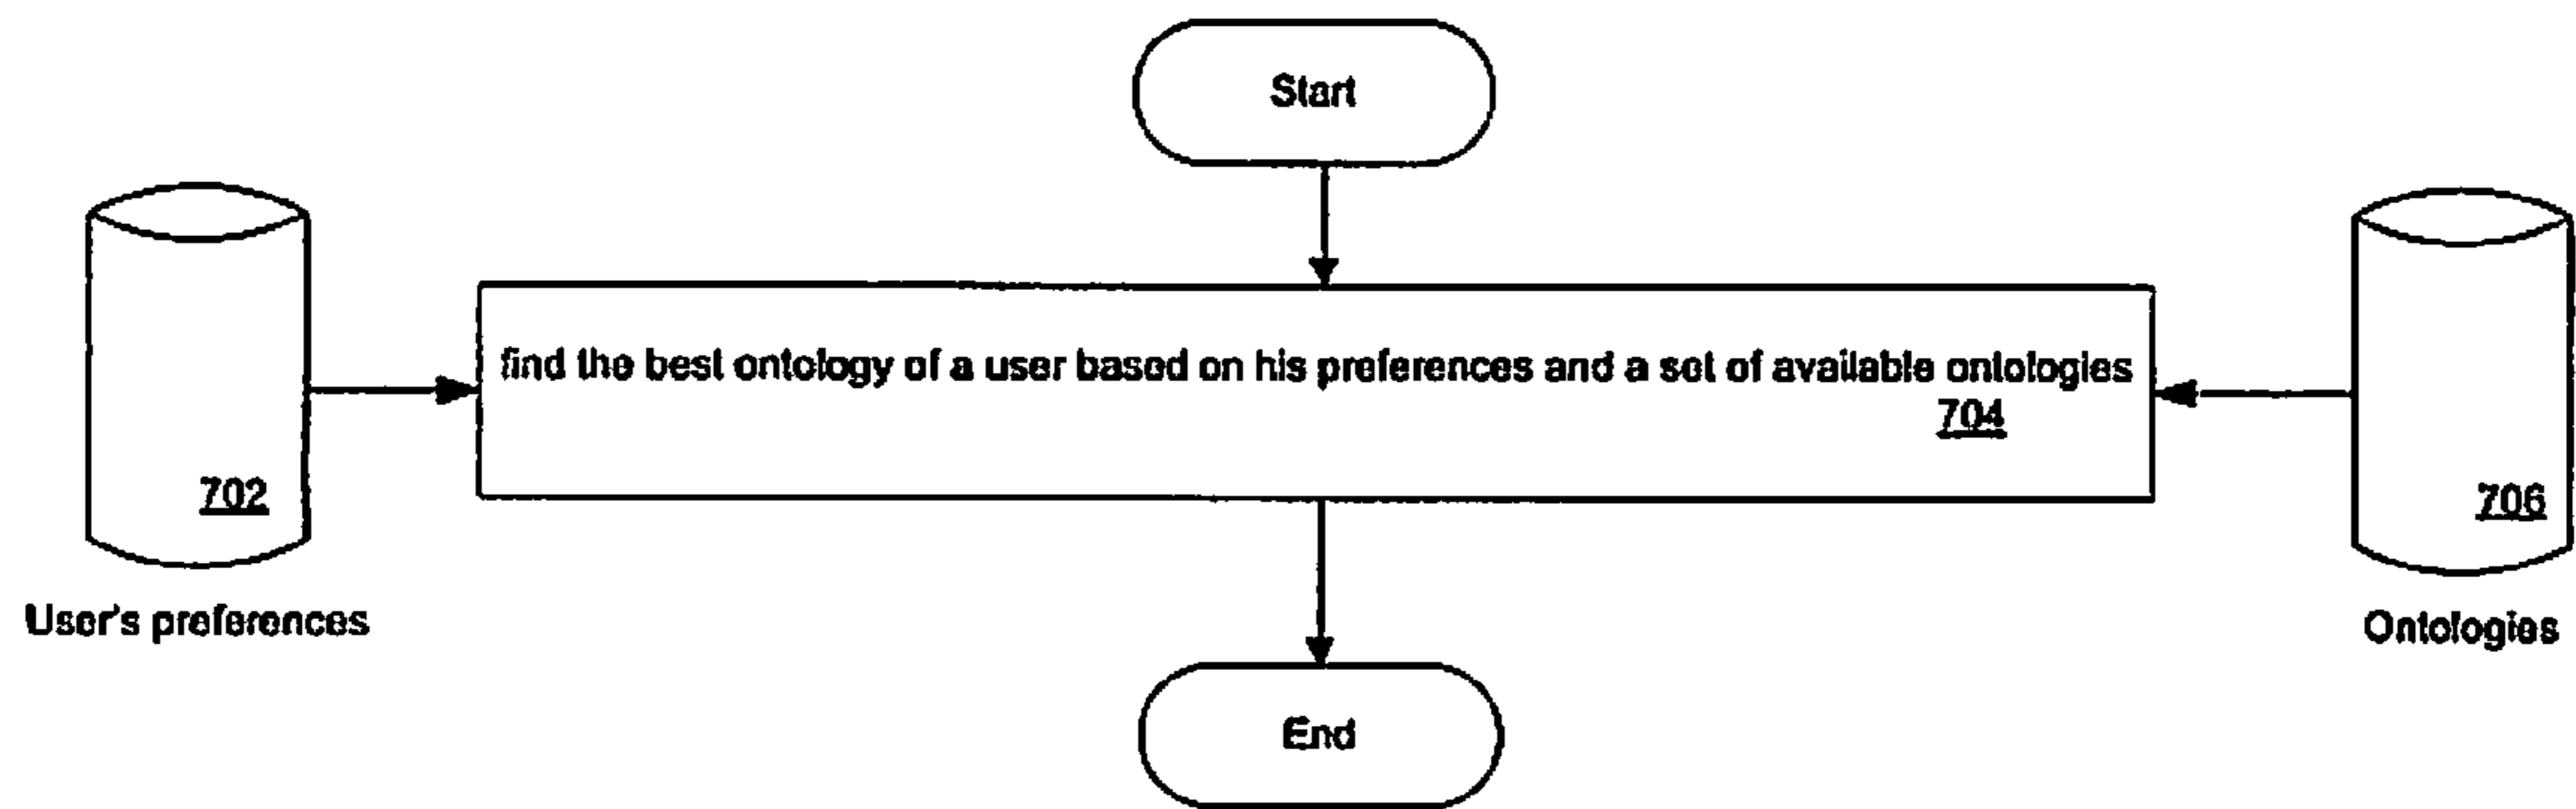 Start
find the best ontology of a user based on his preferences and a set of available ontologies
704
702
706
User's preferences
Ontologies
End